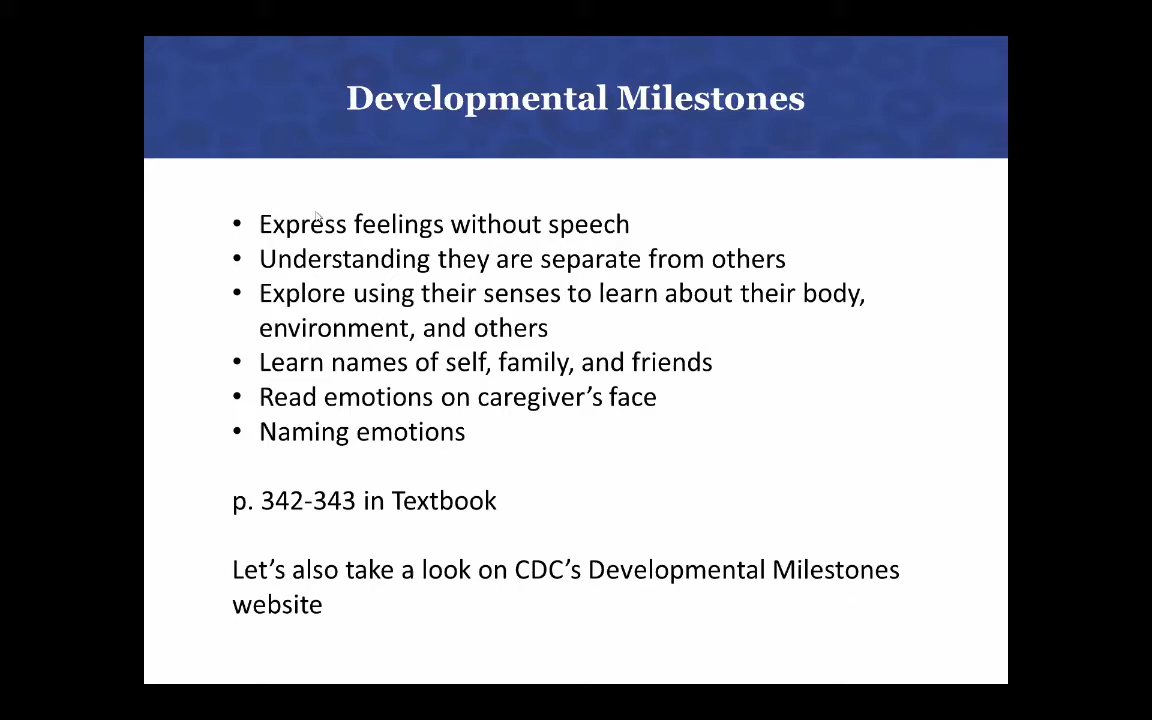 Developmental Milestones
• Express feelings without speech
• Understanding they are separate from others
• Explore using their senses to learn about their body,
environment, and others
• Learn names of self, family, and friends
• Read emotions on caregiver’s face
• Naming emotions
p. 342-343 in Textbook
Let’s also take a look on CDC’s Developmental Milestones
website